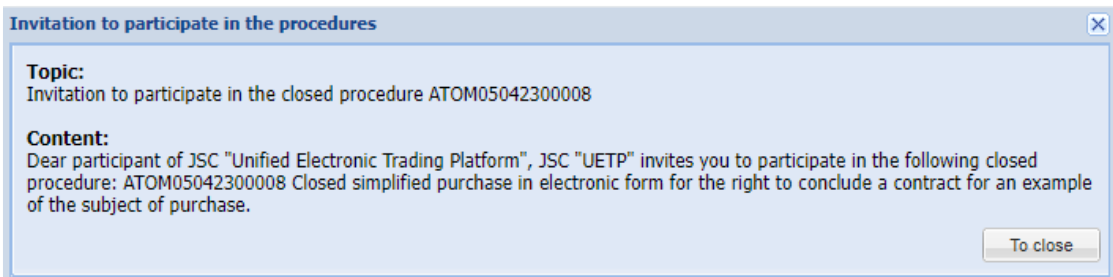 Invitation to participate in the procedures
Topic:
Invitation to participate in the closed procedure ATOM05042300008
Content:
Dear participant of JSC "Unified Electronic Trading Platform", JSC "UETP" invites you to participate in the following closed
procedure: ATOM05042300008 Closed simplified purchase in electronic form for the right to conclude a contract for an example
of the subject of purchase.
To close